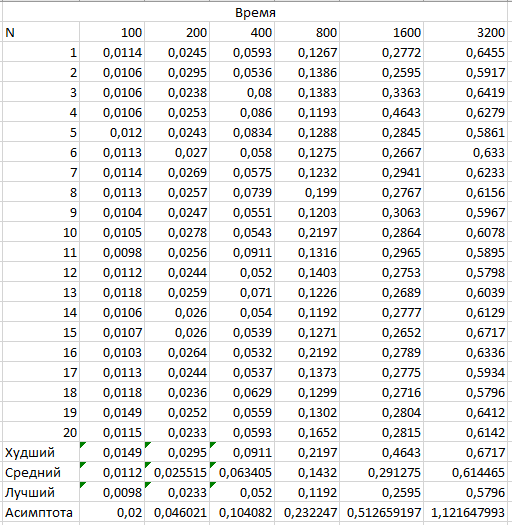 Время
N 100 200 400 800 1600 3200
1 0,0114 0,0245 0,0593 0,1267 0,2772 0,6455
2 0,0106 0,0295 0,0536 0,1386 0,2595 0,5917
3 0,0106 0,0238 0,08 0,1383 0,3363 0,6419
4 0,0106 0,0253 0,086 0,1193 0,4643 0,6279
5 0,012 0,0243 0,0834 0,1288 0,2845 0,5861
6 0,0113 0,027 0,058 0,1275 0,2667 0,633
7 0,0114 0,0269 0,0575 0,1232 0,2941 0,6233
8 0,0113 0,0257 0,0739 0,199 0,2767 0,6156
9 0,0104 0,0247 0,0551 0,1203 0,3063 0,5967
10 0,0105 0,0278 0,0543 0,2197 0,2864 0,6078
11 0,0098 0,0256 0,0911 0,1316 0,2965 0,5895
12 0,0112 0,0244 0,052 0,1403 0,2753 0,5798
13 0,0118 0,0259 0,071 0,1226 0,2689 0,6039
14 0,0106 0,026 0,054 0,1192 0,2777 0,6129
15 0,0107 0,026 0,0539 0,1271 0,2652 0,6717
16 0,0103 0,0264 0,0532 0,2192 0,2789 0,6336
17 0,0113 0,0244 0,0537 0,1373 0,2775 0,5934
18 0,0118 0,0236 0,0629 0,1299 0,2716 0,5796
19 0,0149 0,0252 0,0559 0,1302 0,2804 0,6412
20 0,0115 0,0233 0,0593 0,1652 0,2815 0,6142
Худший 0,0149 0,0295 0,0911 0,2197 0,4643 0,6717
Средний 0,0112 0,025515 0,063405 0,1432 0,291275 0,614465
Лучший 0,0098 0,0233 0,052 0,1192 0,2595 0,5796
Асимптота 0,02 0,046021 0,104082 0,232247 0,512659197 1,121647993